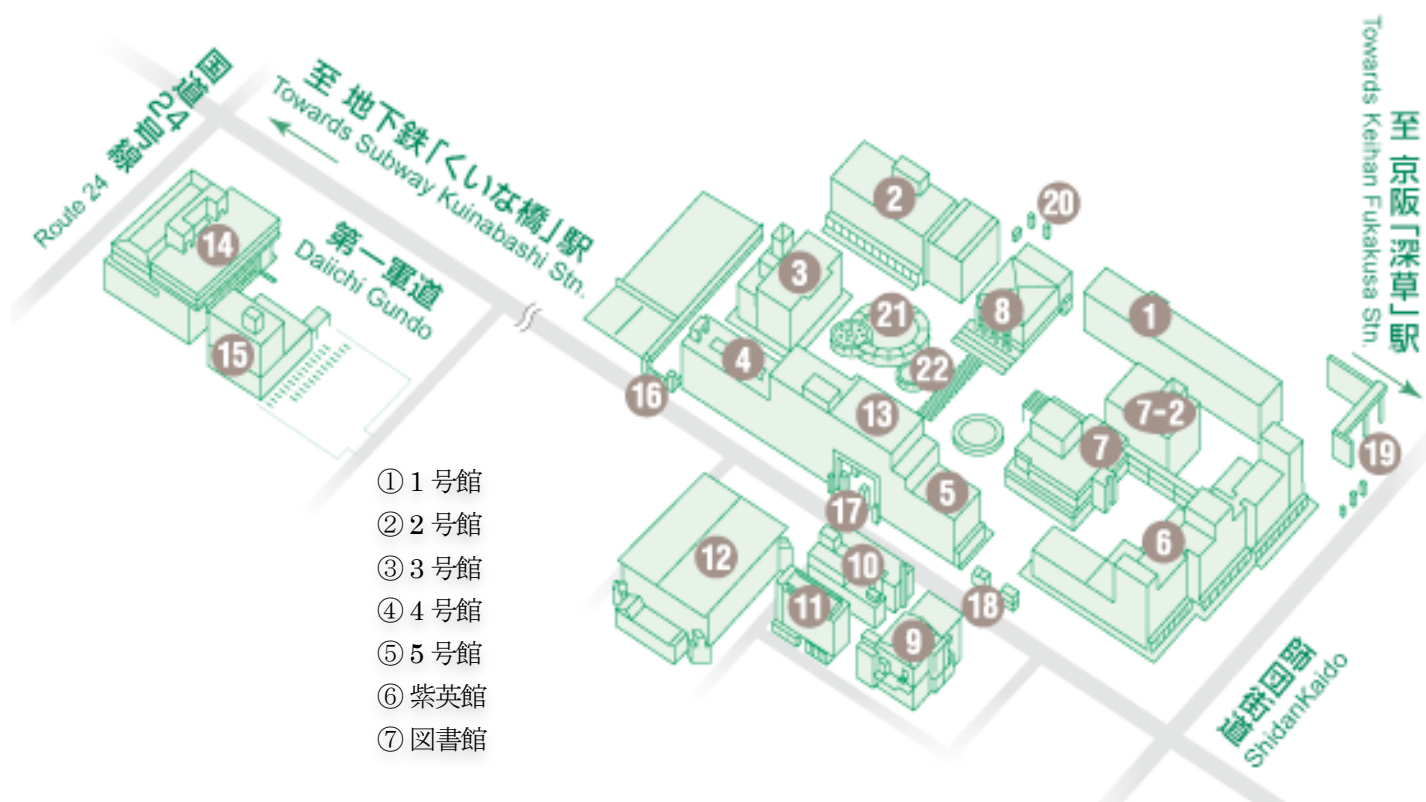 国道24号線
Route 24
至 地下鉄「くいな橋」駅
Towards Subway Kuinabashi Stn.
第一軍道
Daiichi Gundo
至 京阪「深草」駅
Towards Keihan Fukakusa Stn.
師団街道
ShidanKaido
14
15
16
4
3
2
20
21
22
8
1
13
5
17
7-2
7
19
6
12
10
11
9
18
① 1 号館
② 2 号館
③ 3 号館
④ 4 号館
⑤ 5 号館
⑥ 紫英館
⑦ 図書館